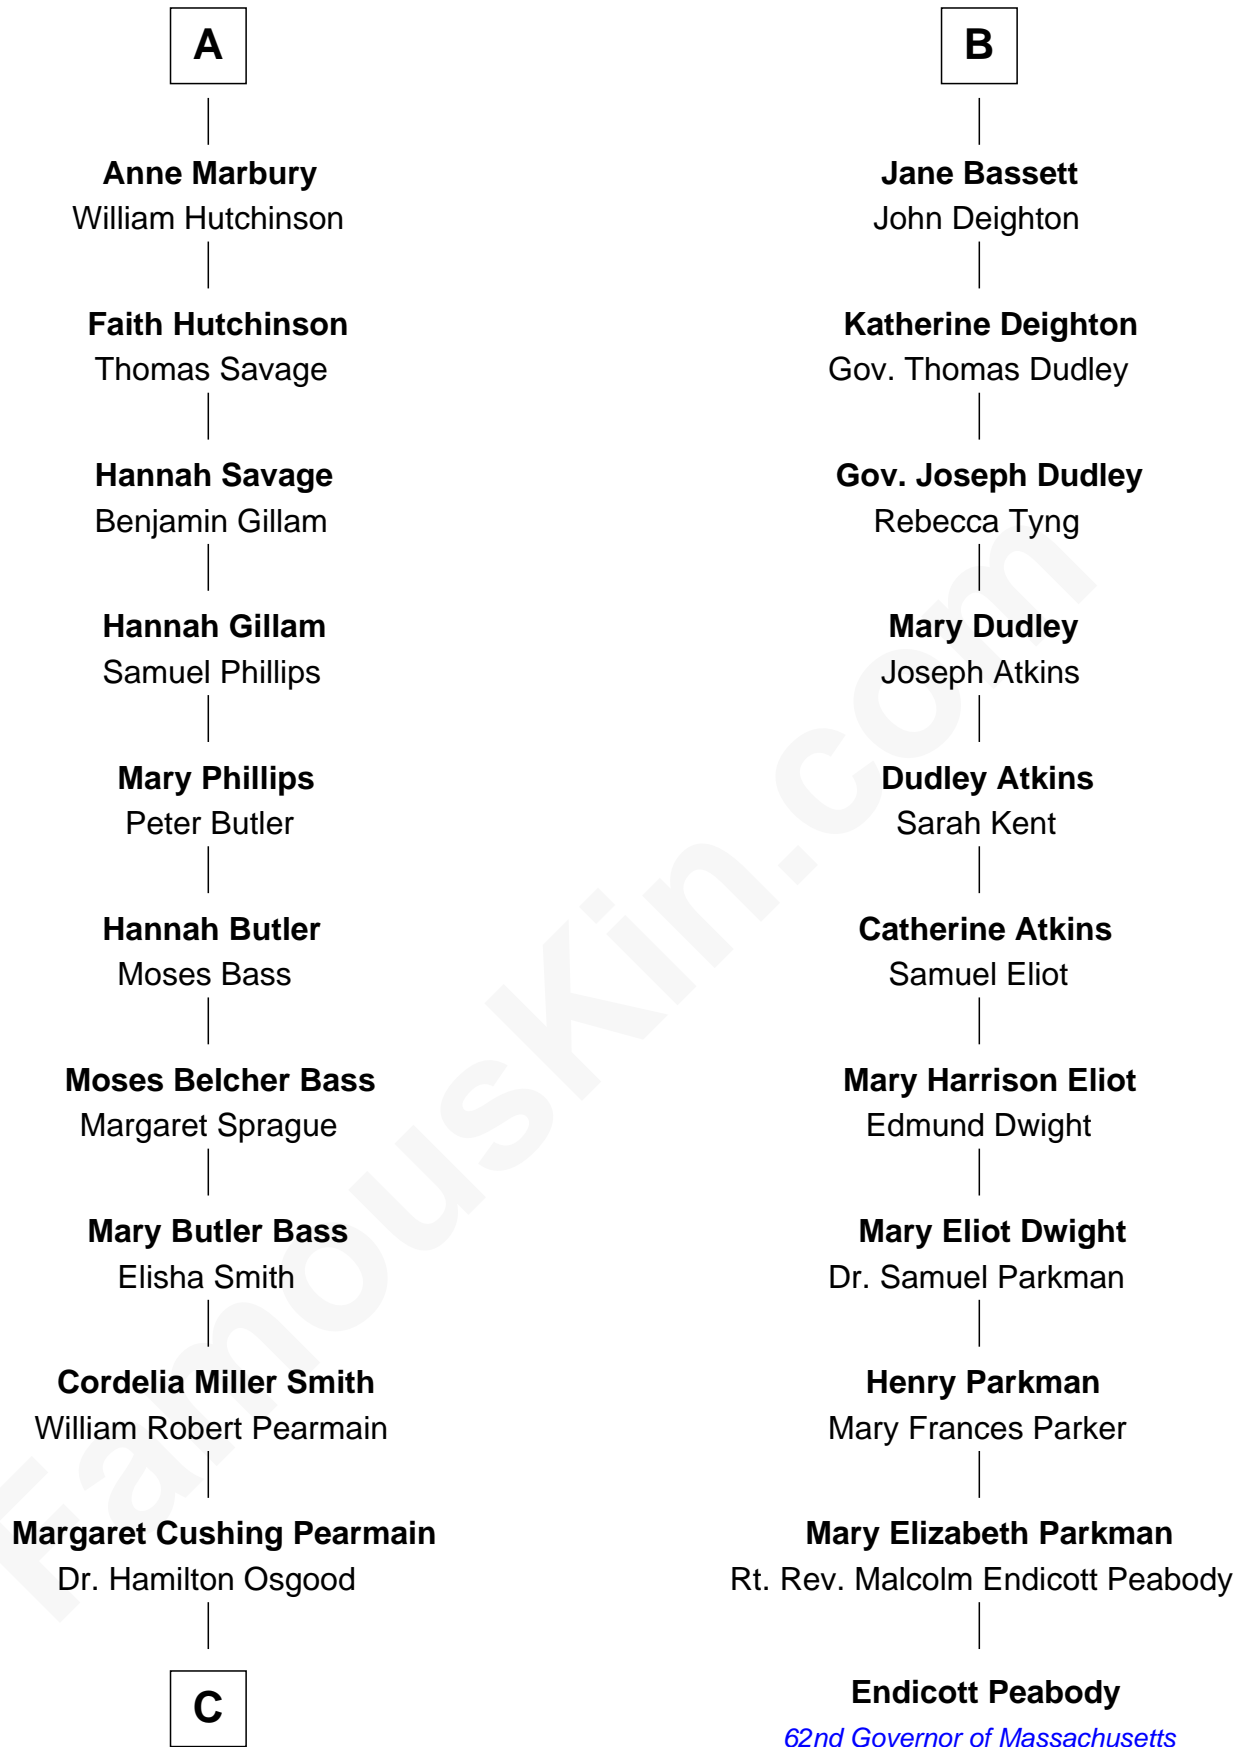 A
Anne Marbury
William Hutchinson
Faith Hutchinson
Thomas Savage
Hannah Savage
Benjamin Gillam
Hannah Gillam
Samuel Phillips
Mary Phillips
Peter Butler
Hannah Butler
Moses Bass
Moses Belcher Bass
Margaret Sprague
Mary Butler Bass
Elisha Smith
Cordelia Miller Smith
William Robert Pearmain
Margaret Cushing Pearmain
Dr. Hamilton Osgood
C
B
Jane Bassett
John Deighton
Katherine Deighton
Gov. Thomas Dudley
Gov. Joseph Dudley
Rebecca Tyng
Mary Dudley
Joseph Atkins
Dudley Atkins
Sarah Kent
Catherine Atkins
Samuel Eliot
Mary Harrison Eliot
Edmund Dwight
Mary Eliot Dwight
Dr. Samuel Parkman
Henry Parkman
Mary Frances Parker
Mary Elizabeth Parkman
Rt. Rev. Malcolm Endicott Peabody
Endicott Peabody
62nd Governor of Massachusetts
FamousKin.com